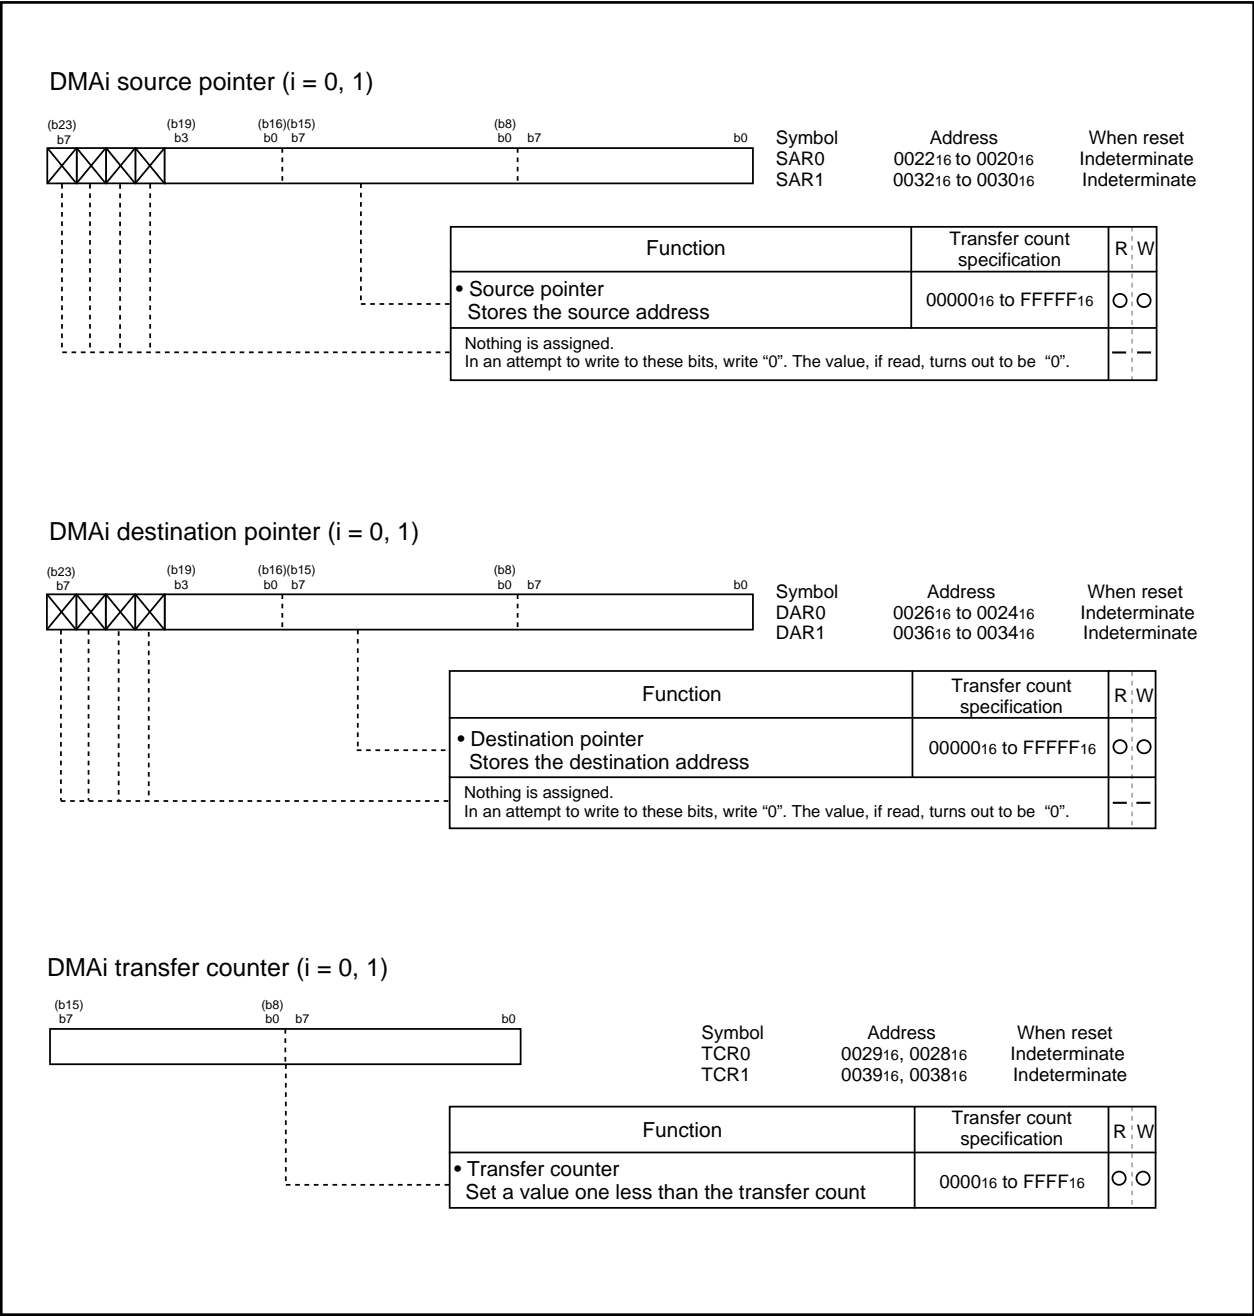 DMAi source pointer (i = 0, 1)
(b23) (b19) (b16)(b15) (b8)
b7 b3 b0 b7 b0 b7 b0
Symbol Address When reset
SAR0 002216 to 002016 Indeterminate
SAR1 003216 to 003016 Indeterminate
Function Transfer count specification R W
• Source pointer
Stores the source address
0000016 to FFFFF16
Nothing is assigned.
In an attempt to write to these bits, write “0”. The value, if read, turns out to be “0”.
DMAi destination pointer (i = 0, 1)
(b23) (b19) (b16)(b15) (b8)
b7 b3 b0 b7 b0 b7 b0
Symbol Address When reset
DAR0 002616 to 002416 Indeterminate
DAR1 003616 to 003416 Indeterminate
Function Transfer count specification R W
• Destination pointer
Stores the destination address
0000016 to FFFFF16
Nothing is assigned.
In an attempt to write to these bits, write “0”. The value, if read, turns out to be “0”.
DMAi transfer counter (i = 0, 1)
(b15) (b8)
b7 b0 b7 b0
Symbol Address When reset
TCR0 002916, 002816 Indeterminate
TCR1 003916, 003816 Indeterminate
Function Transfer count specification R W
• Transfer counter
Set a value one less than the transfer count
000016 to FFFF16